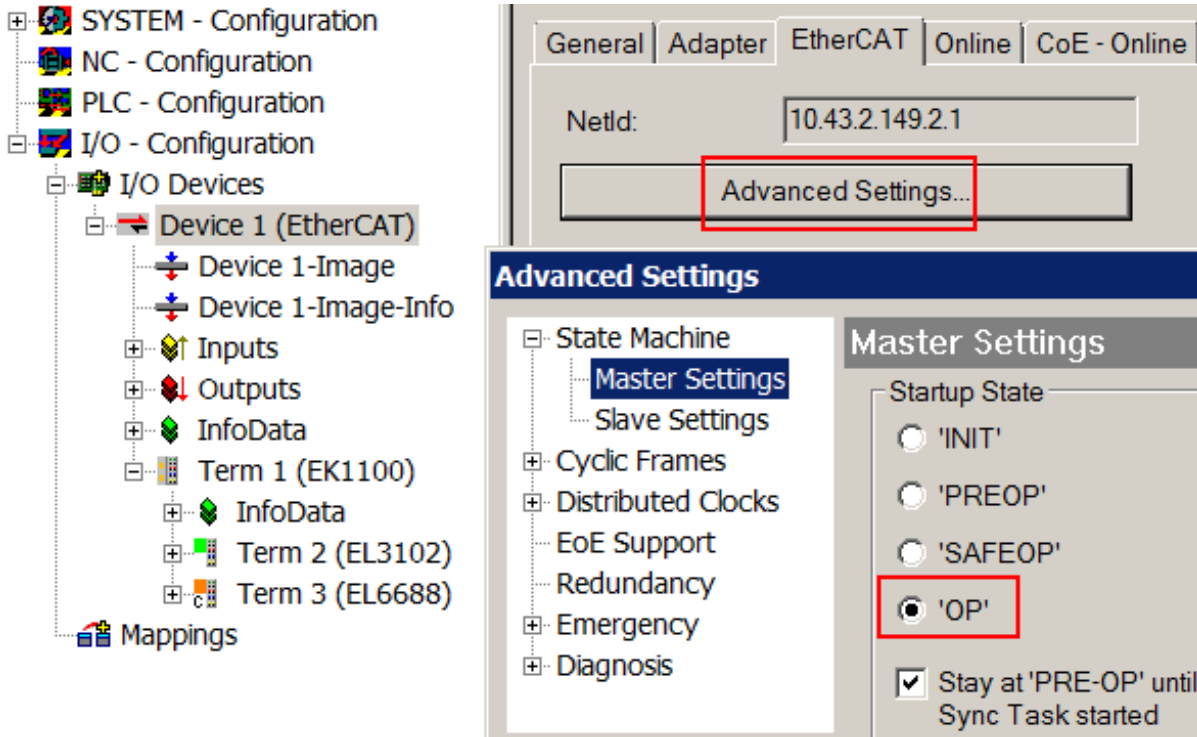 SYSTEM - Configuration
NC - Configuration
PLC - Configuration
I/O - Configuration
I/O Devices
Device 1 (EtherCAT)
Device 1-Image
Device 1-Image-Info
Inputs
Outputs
InfoData
Term 1 (EK1100)
InfoData
Term 2 (EL3102)
Term 3 (EL6688)
Mappings
General Adapter EtherCAT Online CoE - Online
NetId: 10.43.2.149.2.1
Advanced Settings...
Advanced Settings
State Machine
Master Settings
Slave Settings
Cyclic Frames
Distributed Clocks
EoE Support
Redundancy
Emergency
Diagnosis
Master Settings
Startup State
'INIT'
'PREOP'
'SAFEOP'
'OP'
Stay at 'PRE-OP' until
Sync Task started